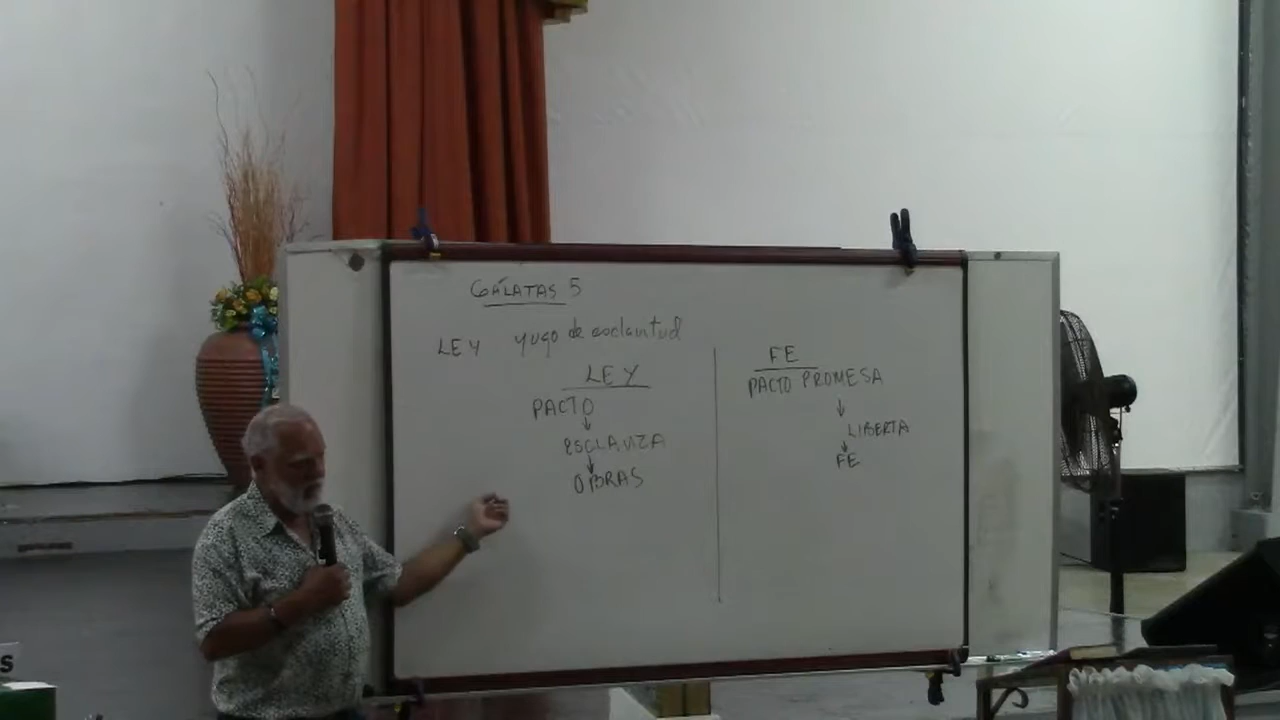 GÁLATAS 5
LEY yugo de esclavitud
LEY
PACTO
↓
ESCLAVIZA
↓
OBRAS
FE
PACTO PROMESA
↓
LIBERTA
↓
FE
S